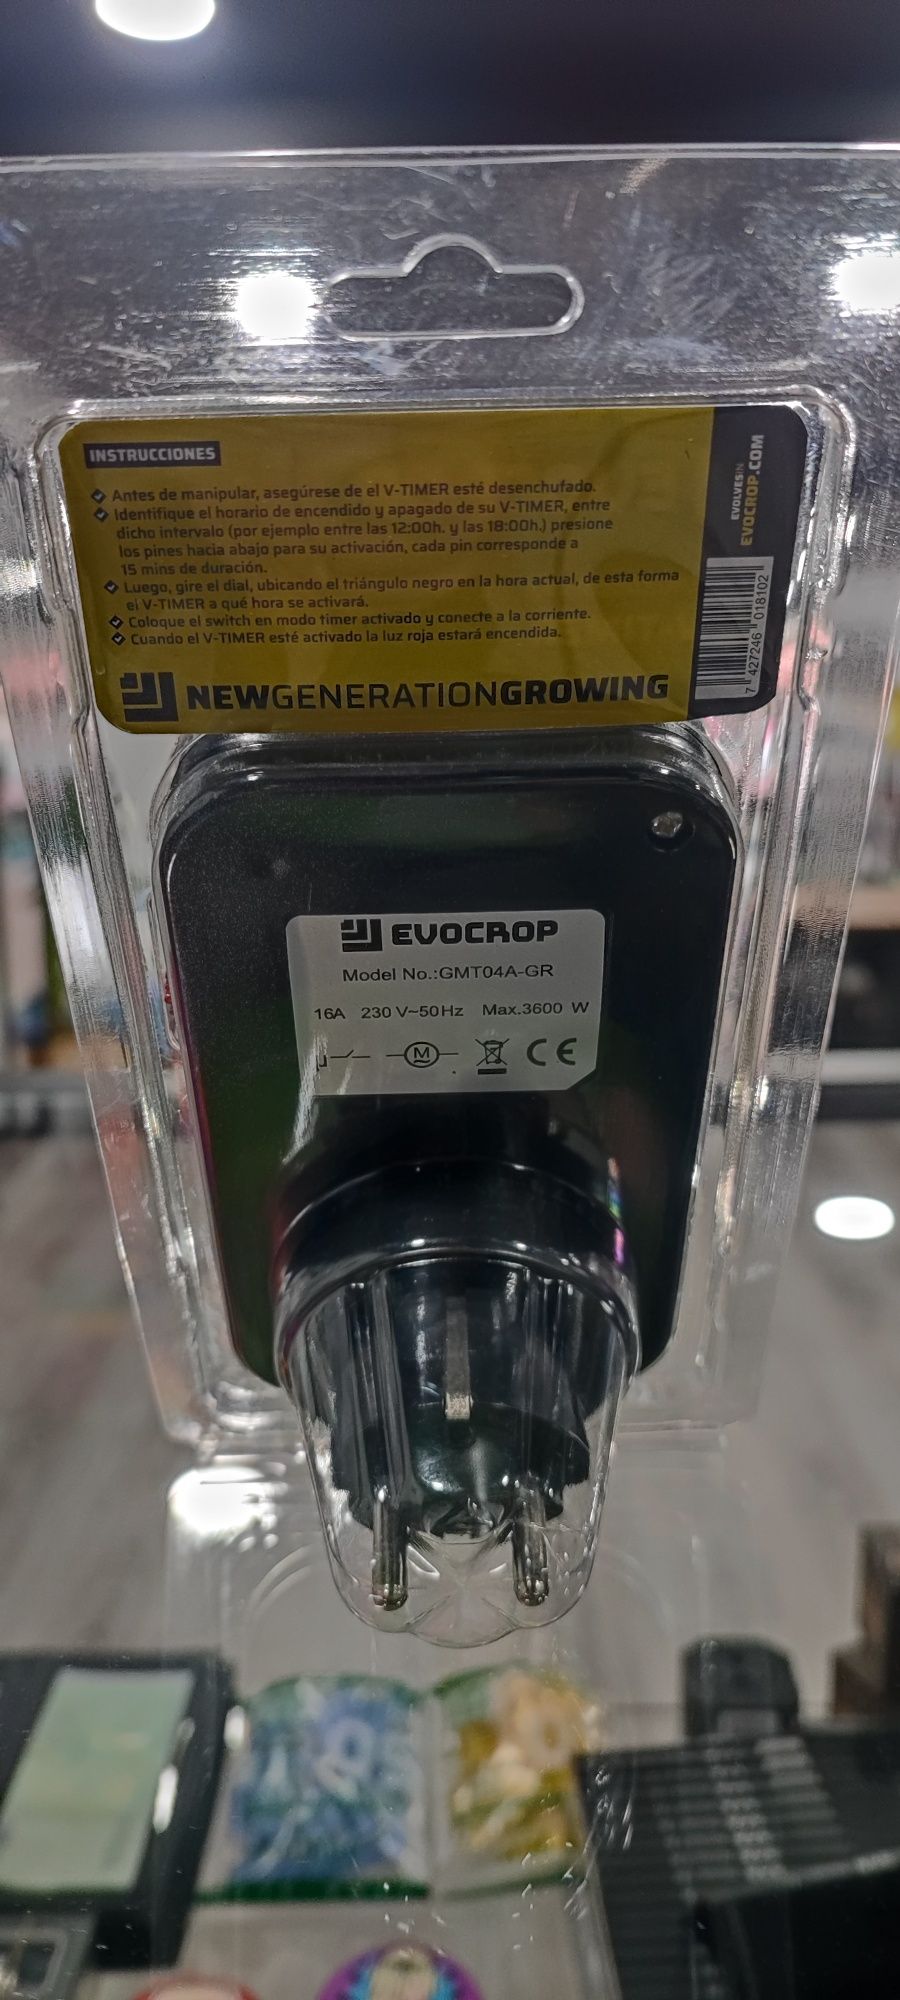 INSTRUCCIONES
Antes de manipular, asegúrese de el V-TIMER esté desenchufado.
Identifique el horario de encendido y apagado de su V-TIMER, entre
dicho intervalo (por ejemplo entre las 12:00h. y las 18:00h.) presione
los pines hacia abajo para su activación, cada pin corresponde a
15 mins de duración.
Luego, gire el dial, ubicando el triángulo negro en la hora actual, de esta forma
el V-TIMER a qué hora se activará.
Coloque el switch en modo timer activado y conecte a la corriente.
Cuando el V-TIMER esté activado la luz roja estará encendida.
NEWGENERATIONGROWING
EVOLVESIN
EVOCROP.COM
7 427246 018102
EVOCROP
Model No.:GMT04A-GR
16A 230 V~50Hz Max.3600 W
M CE